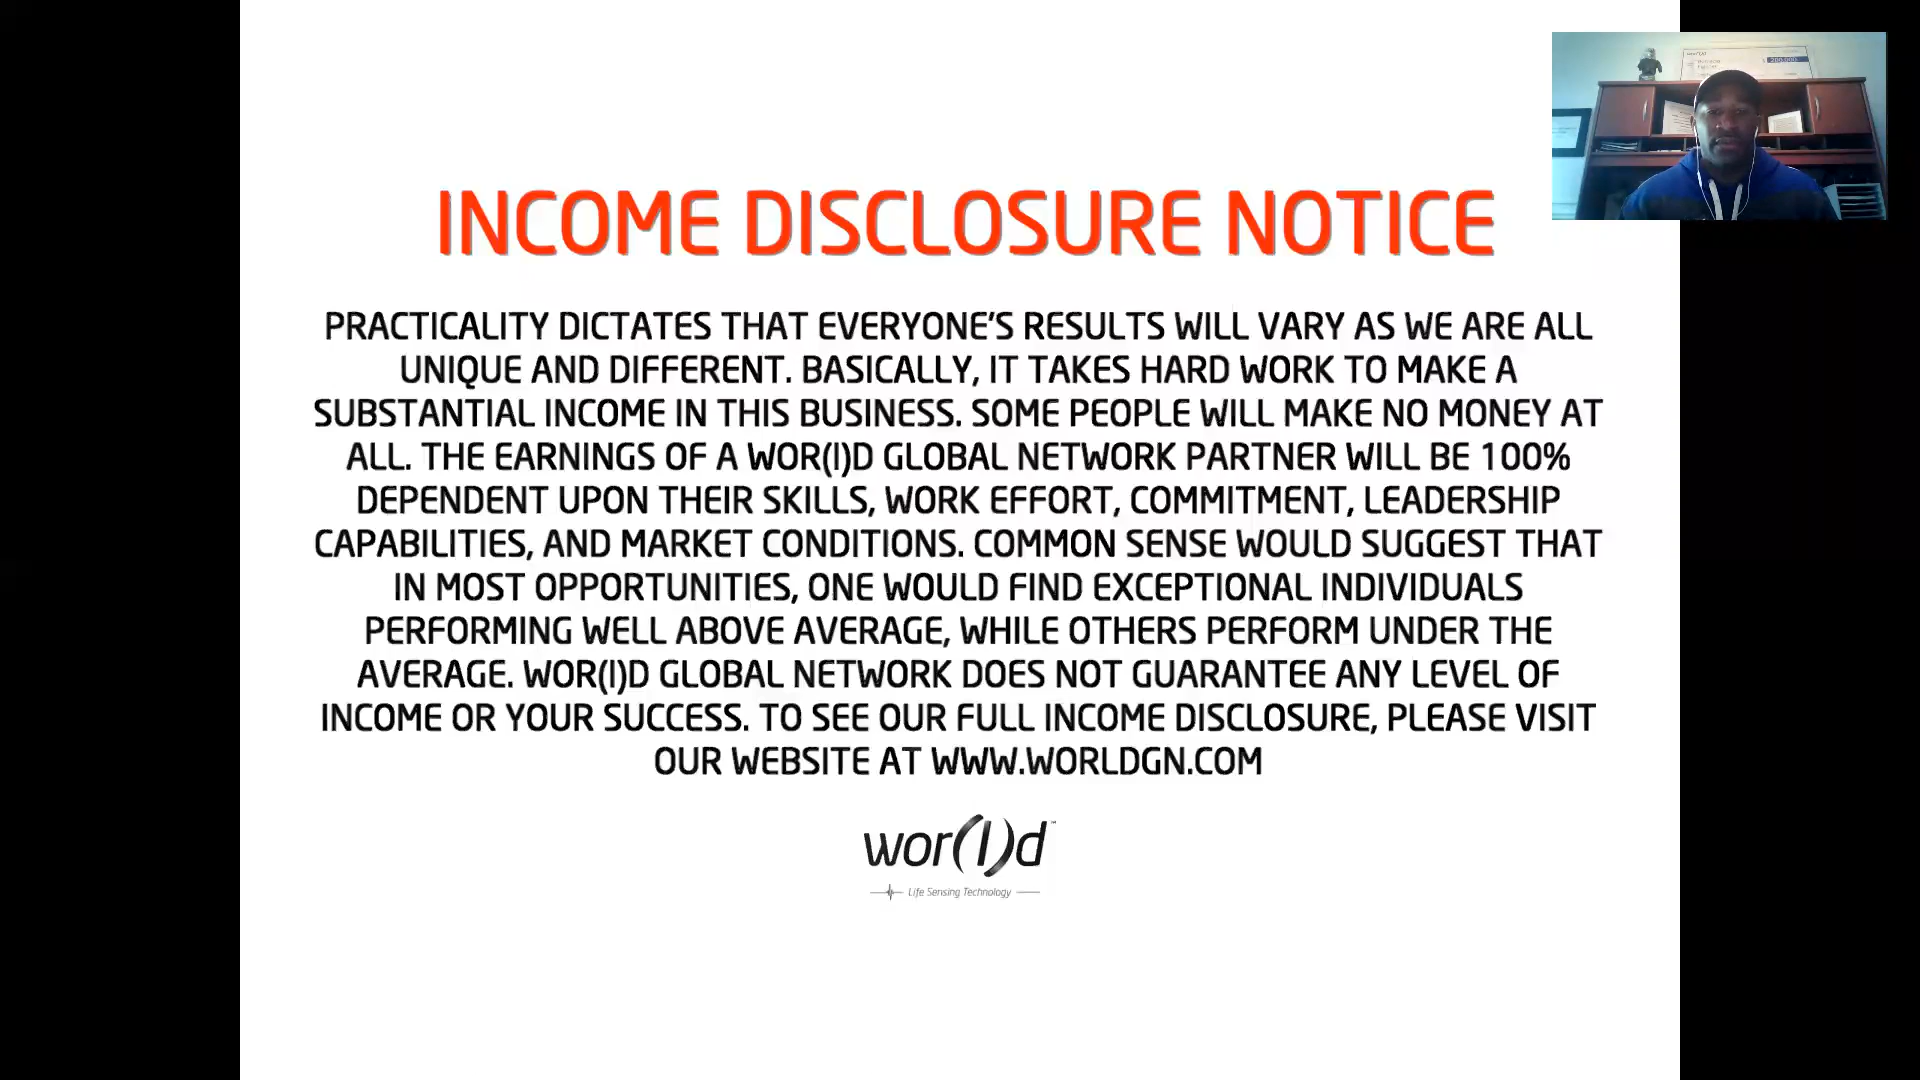 INCOME DISCLOSURE NOTICE
PRACTICALITY DICTATES THAT EVERYONE'S RESULTS WILL VARY AS WE ARE ALL
UNIQUE AND DIFFERENT. BASICALLY, IT TAKES HARD WORK TO MAKE A
SUBSTANTIAL INCOME IN THIS BUSINESS. SOME PEOPLE WILL MAKE NO MONEY AT
ALL. THE EARNINGS OF A WOR(I)D GLOBAL NETWORK PARTNER WILL BE 100%
DEPENDENT UPON THEIR SKILLS, WORK EFFORT, COMMITMENT, LEADERSHIP
CAPABILITIES, AND MARKET CONDITIONS. COMMON SENSE WOULD SUGGEST THAT
IN MOST OPPORTUNITIES, ONE WOULD FIND EXCEPTIONAL INDIVIDUALS
PERFORMING WELL ABOVE AVERAGE, WHILE OTHERS PERFORM UNDER THE
AVERAGE. WOR(I)D GLOBAL NETWORK DOES NOT GUARANTEE ANY LEVEL OF
INCOME OR YOUR SUCCESS. TO SEE OUR FULL INCOME DISCLOSURE, PLEASE VISIT
OUR WEBSITE AT WWW.WORLDGN.COM
wor(l)d™
Life Sensing Technology